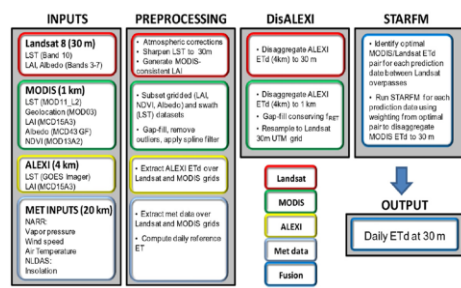 INPUTS
Landsat 8 (30 m)
LST (Band 10)
LAI, Albedo (Bands 3-7)
MODIS (1 km)
LST (MOD11_L2)
Geolocation (MOD03)
LAI (MCD15A3)
Albedo (MCD43 GF)
NDVI (MOD13A2)
ALEXI (4 km)
LST (GOES Imager)
LAI (MCD15A3)
MET INPUTS (20 km)
NARR:
Vapor pressure
Wind speed
Air Temperature
NLDAS:
Insolation
PREPROCESSING
• Atmospheric corrections
• Sharpen LST to 30m
• Generate MODIS-
consistent LAI
• Subset gridded (LAI,
NDVI, Albedo) and swath
(LST) datasets
• Gap-fill, remove
outliers, apply spline filter
• Extract ALEXI ETd over
Landsat and MODIS grids
• Extract met data over
Landsat and MODIS grids
• Compute daily reference
ET
DisALEXI
• Disaggregate ALEXI
ETd (4km) to 30 m
• Disaggregate ALEXI
ETd (4km) to 1 km
• Gap-fill conserving fRET
• Resample to Landsat
30m UTM grid
Landsat
MODIS
ALEXI
Met data
Fusion
STARFM
• Identify optimal
MODIS/Landsat ETd
pair for each prediction
date between Landsat
overpasses
• Run STARFM for each
prediction date using
weighting from optimal
pair to disaggregate
MODIS ETd to 30 m
OUTPUT
Daily ETd at 30 m